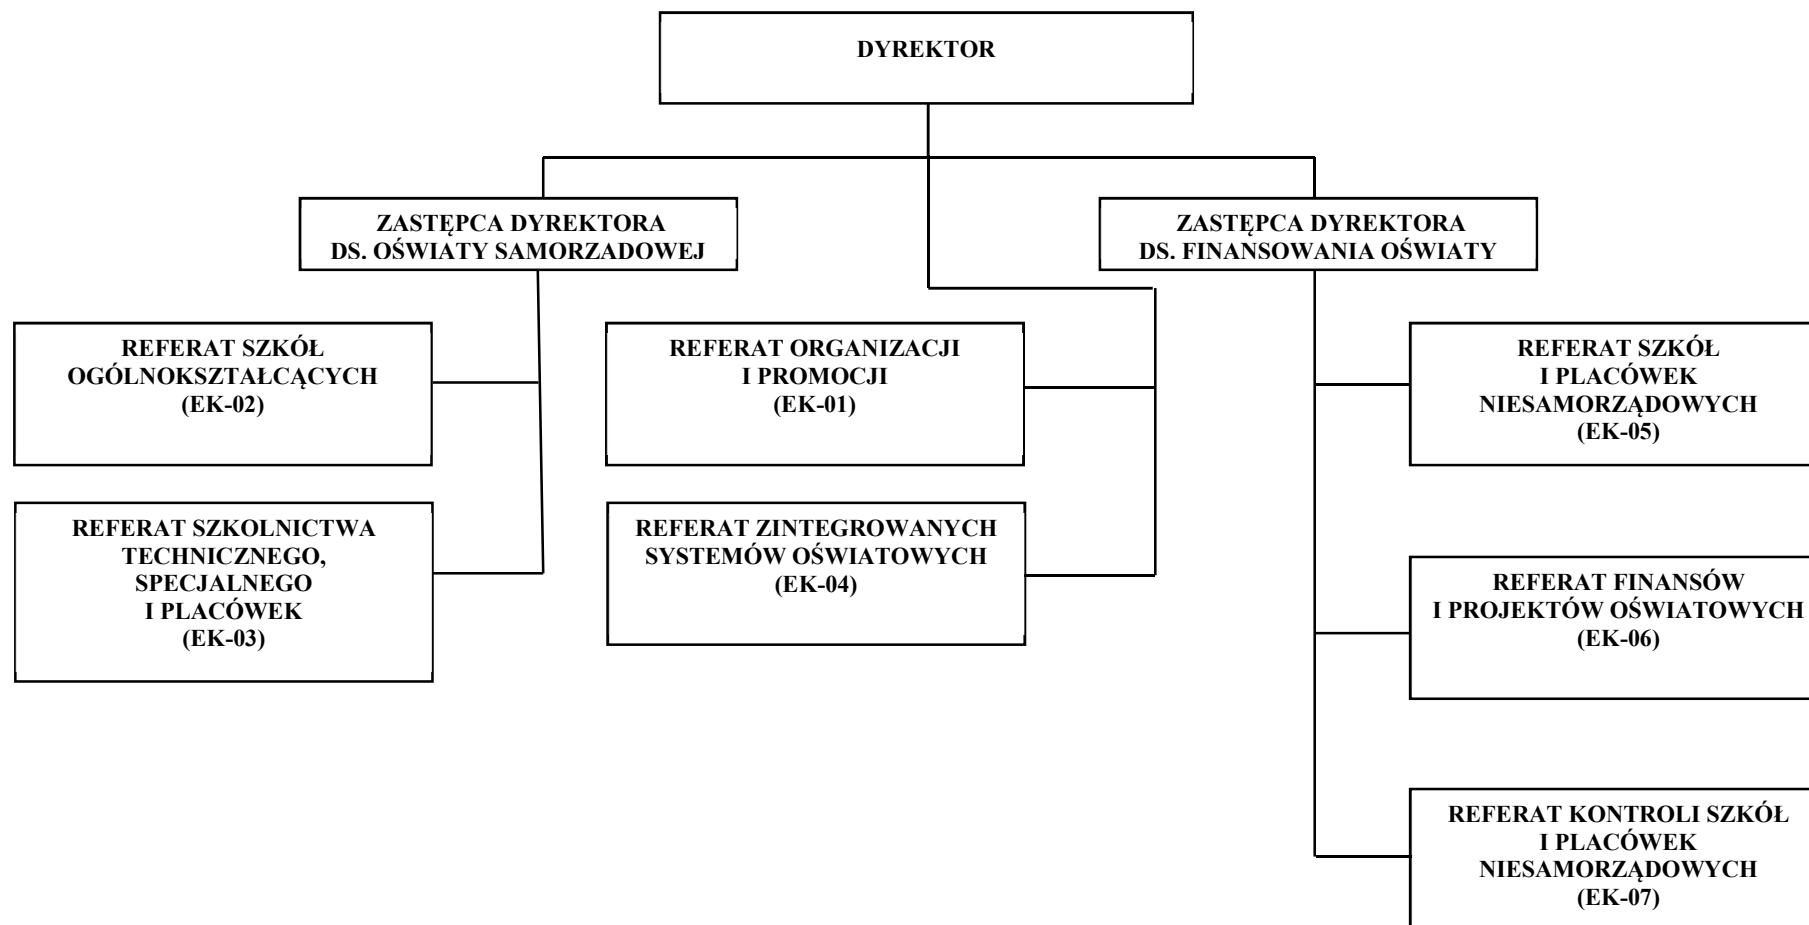 DYREKTOR
ZASTĘPCA DYREKTORA
DS. OŚWIATY SAMORZADOWEJ
ZASTĘPCA DYREKTORA
DS. FINANSOWANIA OŚWIATY
REFERAT SZKÓŁ
OGÓLNOKSZTAŁCĄCYCH
(EK-02)
REFERAT ORGANIZACJI
I PROMOCJI
(EK-01)
REFERAT SZKÓŁ
I PLACÓWEK
NIESAMORZĄDOWYCH
(EK-05)
REFERAT SZKOLNICTWA
TECHNICZNEGO,
SPECJALNEGO
I PLACÓWEK
(EK-03)
REFERAT ZINTEGROWANYCH
SYSTEMÓW OŚWIATOWYCH
(EK-04)
REFERAT FINANSÓW
I PROJEKTÓW OŚWIATOWYCH
(EK-06)
REFERAT KONTROLI SZKÓŁ
I PLACÓWEK
NIESAMORZĄDOWYCH
(EK-07)